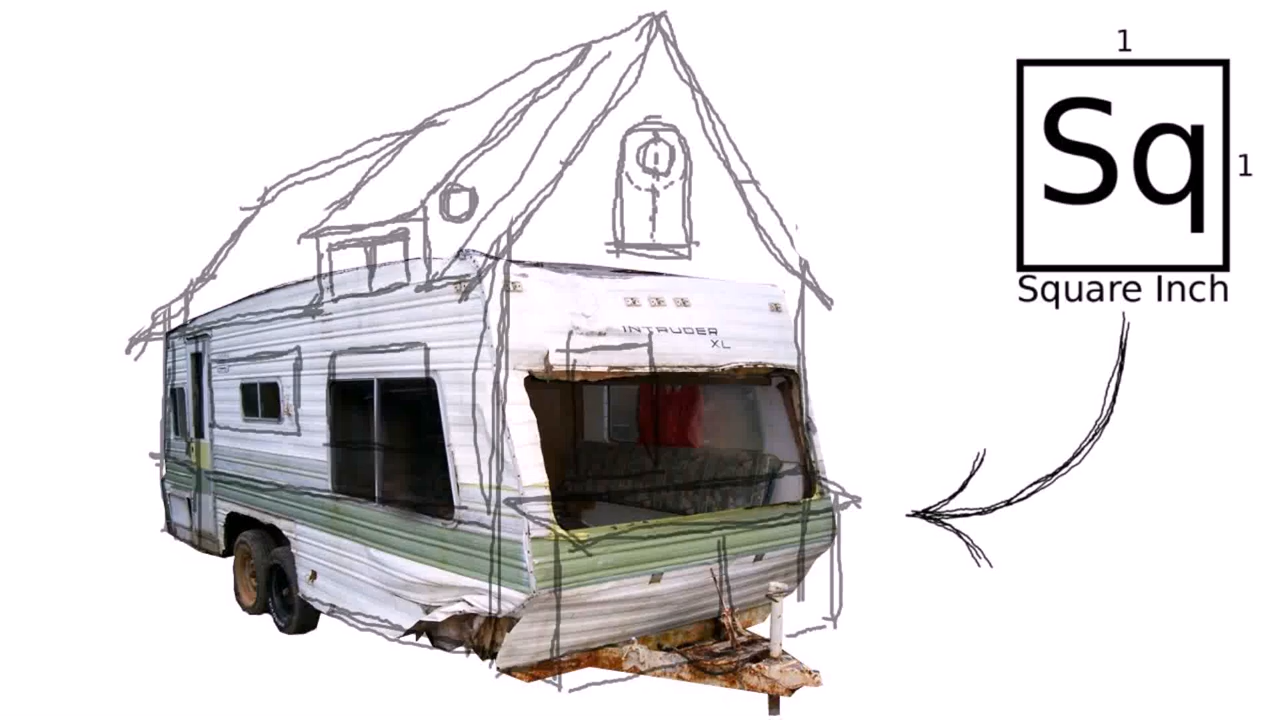 1
Sq
1
Square Inch
INTRUDER
XL